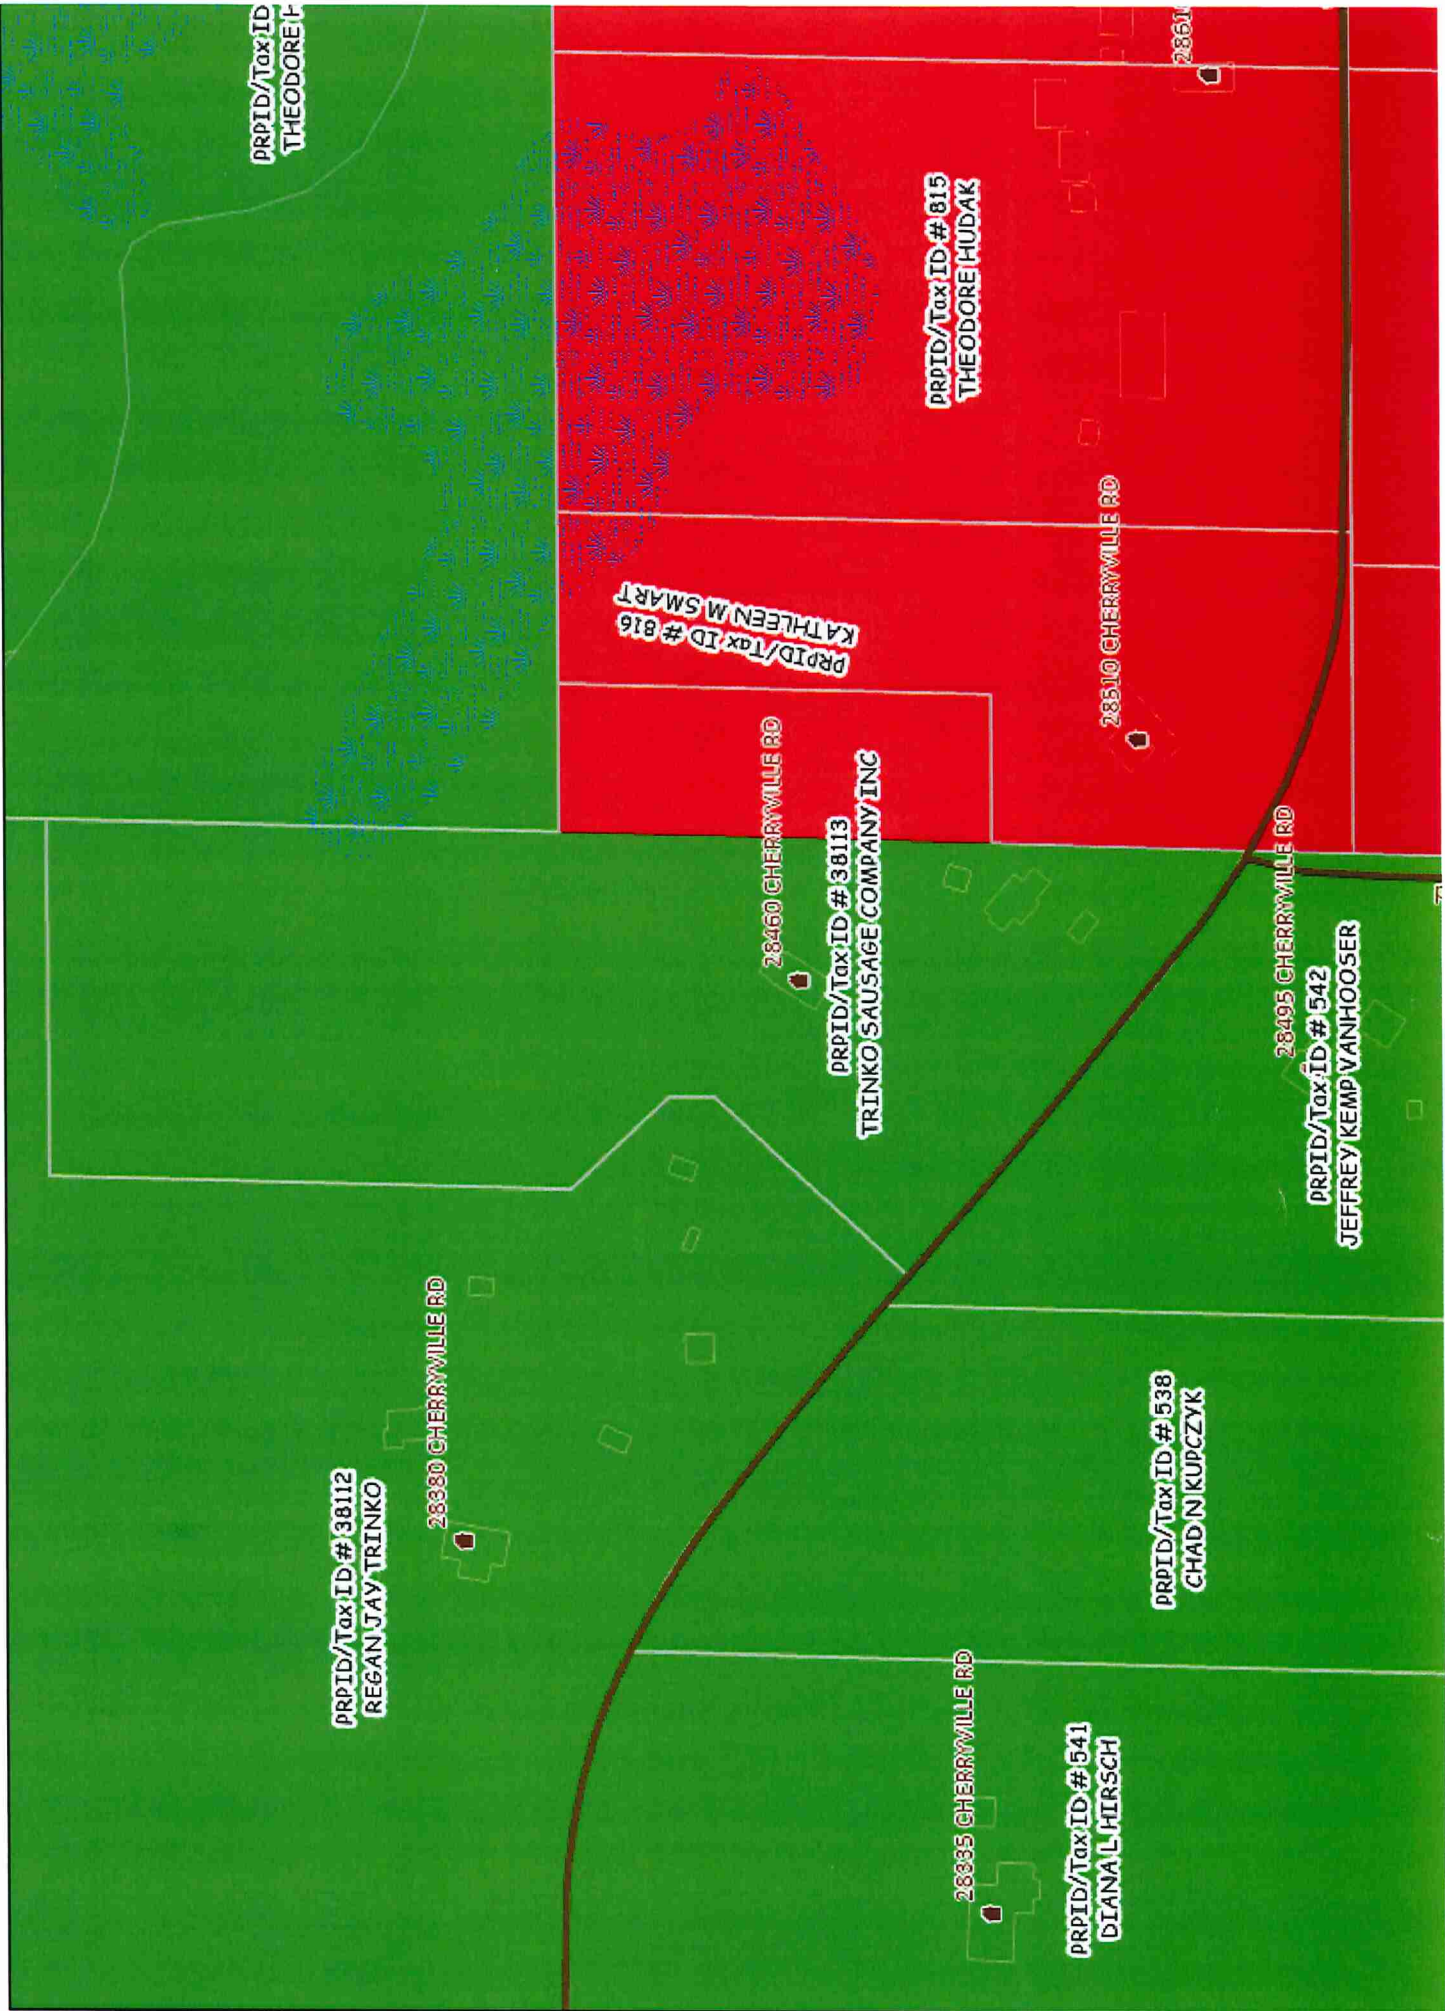 PRPID/Tax ID
THEODORE H
PRPID/Tax ID # 38112
REGAN JAY TRINKO
28380 CHERRYVILLE RD
PRPID/Tax ID # 816
KATHLEEN M SMART
28460 CHERRYVILLE RD
PRPID/Tax ID # 38113
TRINKO SAUSAGE COMPANY INC
PRPID/Tax ID # 815
THEODORE HUDAK
28610
28510 CHERRYVILLE RD
28335 CHERRYVILLE RD
PRPID/Tax ID # 541
DIANA L HIRSCH
PRPID/Tax ID # 538
CHAD N KUPCZYK
28495 CHERRYVILLE RD
PRPID/Tax ID # 542
JEFFREY KEMP VANHOOSER